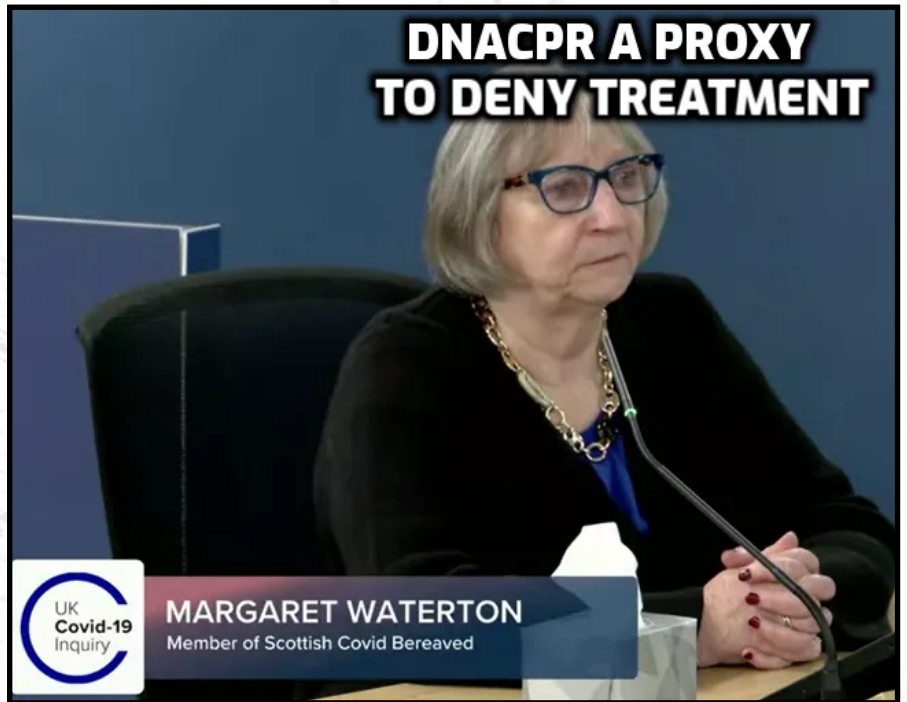 DNACPR A PROXY
TO DENY TREATMENT
UK
Covid-19
Inquiry
MARGARET WATERTON
Member of Scottish Covid Bereaved